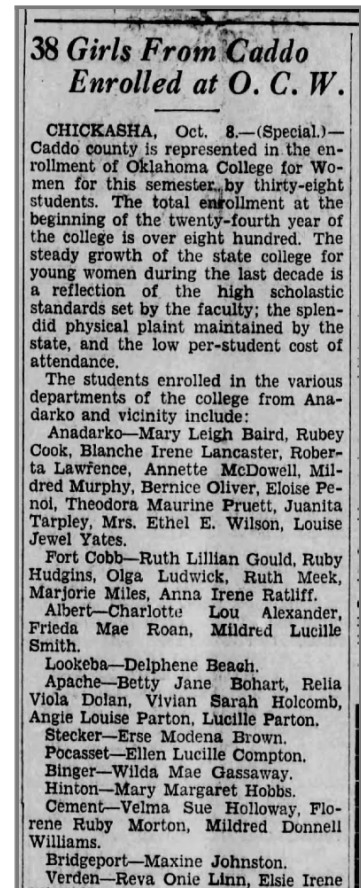 38 Girls From Caddo
Enrolled at O. C. W.
CHICKASHA, Oct. 8.—(Special.)—
Caddo county is represented in the en-
rollment of Oklahoma College for Wo-
men for this semester by thirty-eight
students. The total enrollment at the
beginning of the twenty-fourth year of
the college is over eight hundred. The
steady growth of the state college for
young women during the last decade is
a reflection of the high scholastic
standards set by the faculty; the splen-
did physical plaint maintained by the
state, and the low per-student cost of
attendance.
The students enrolled in the various
departments of the college from Ana-
darko and vicinity include:
Anadarko—Mary Leigh Baird, Rubey
Cook, Blanche Irene Lancaster, Rober-
ta Lawrence, Annette McDowell, Mil-
dred Murphy, Bernice Oliver, Eloise Pe-
noi, Theodora Maurine Pruett, Juanita
Tarpley, Mrs. Ethel E. Wilson, Louise
Jewel Yates.
Fort Cobb—Ruth Lillian Gould, Ruby
Hudgins, Olga Ludwick, Ruth Meek,
Marjorie Miles, Anna Irene Ratliff.
Albert—Charlotte Lou Alexander,
Frieda Mae Roan, Mildred Lucille
Smith.
Lookeba—Delphene Beach.
Apache—Betty Jane Bohart, Relia
Viola Dolan, Vivian Sarah Holcomb,
Angie Louise Parton, Lucille Parton.
Stecker—Erse Modena Brown.
Pocasset—Ellen Lucille Compton.
Binger—Wilda Mae Gassaway.
Hinton—Mary Margaret Hobbs.
Cement—Velma Sue Holloway, Flo-
rene Ruby Morton, Mildred Donnell
Williams.
Bridgeport—Maxine Johnston.
Verden—Reva Onie Linn, Elsie Irene